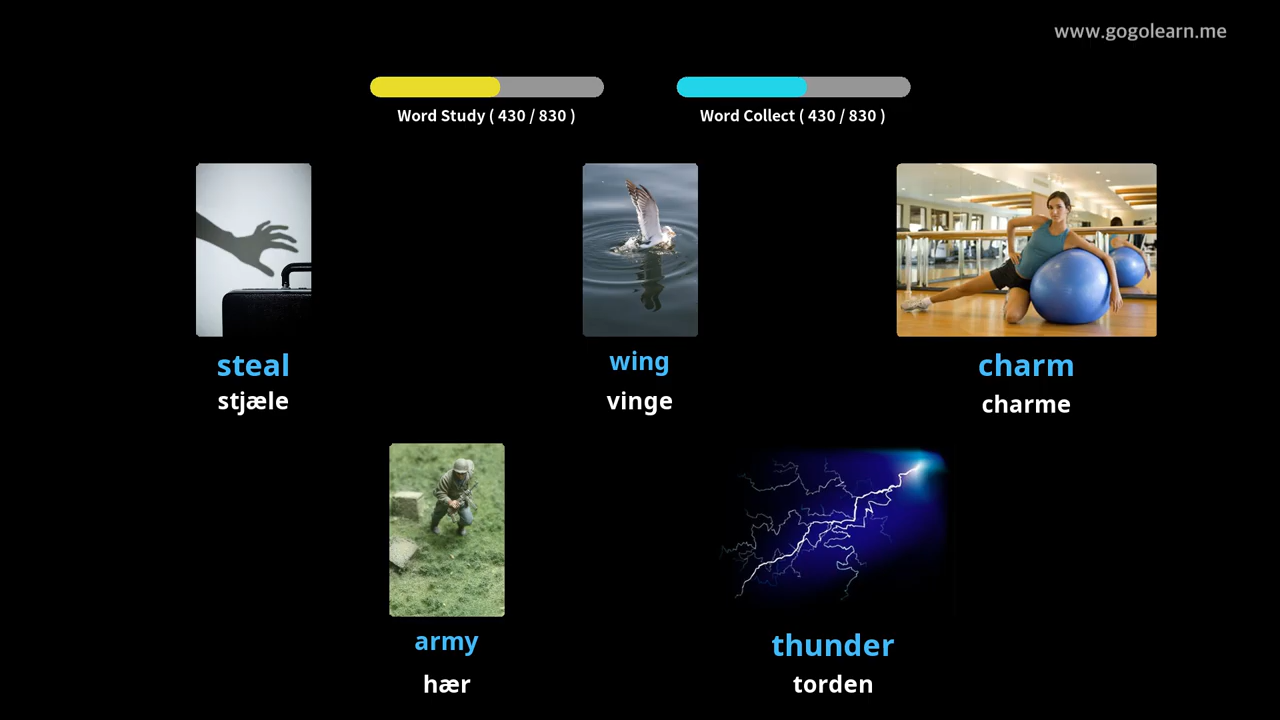 www.gogolearn.me
Word Study ( 430 / 830 )
Word Collect ( 430 / 830 )
steal
stjæle
wing
vinge
charm
charme
army
hær
thunder
torden